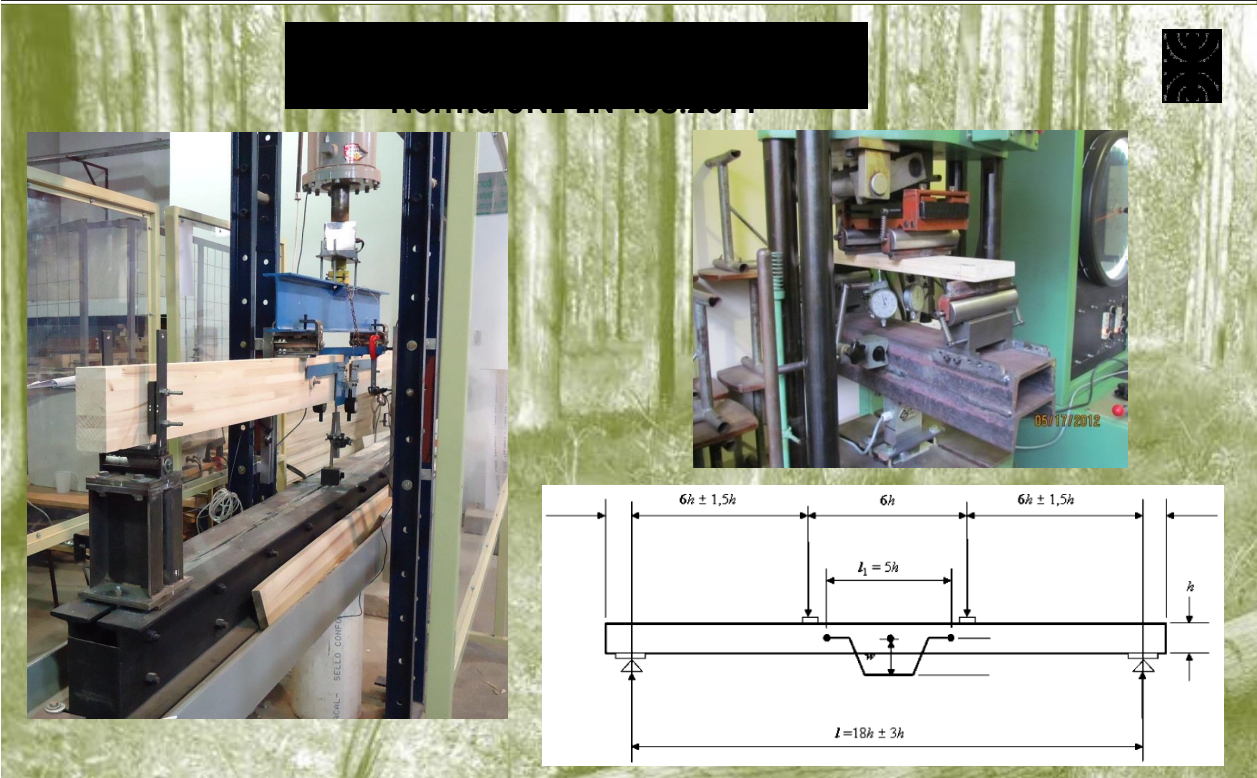 05/17/2012
6h ± 1,5h
6h
6h ± 1,5h
l₁ = 5h
h
w
l =18h ± 3h